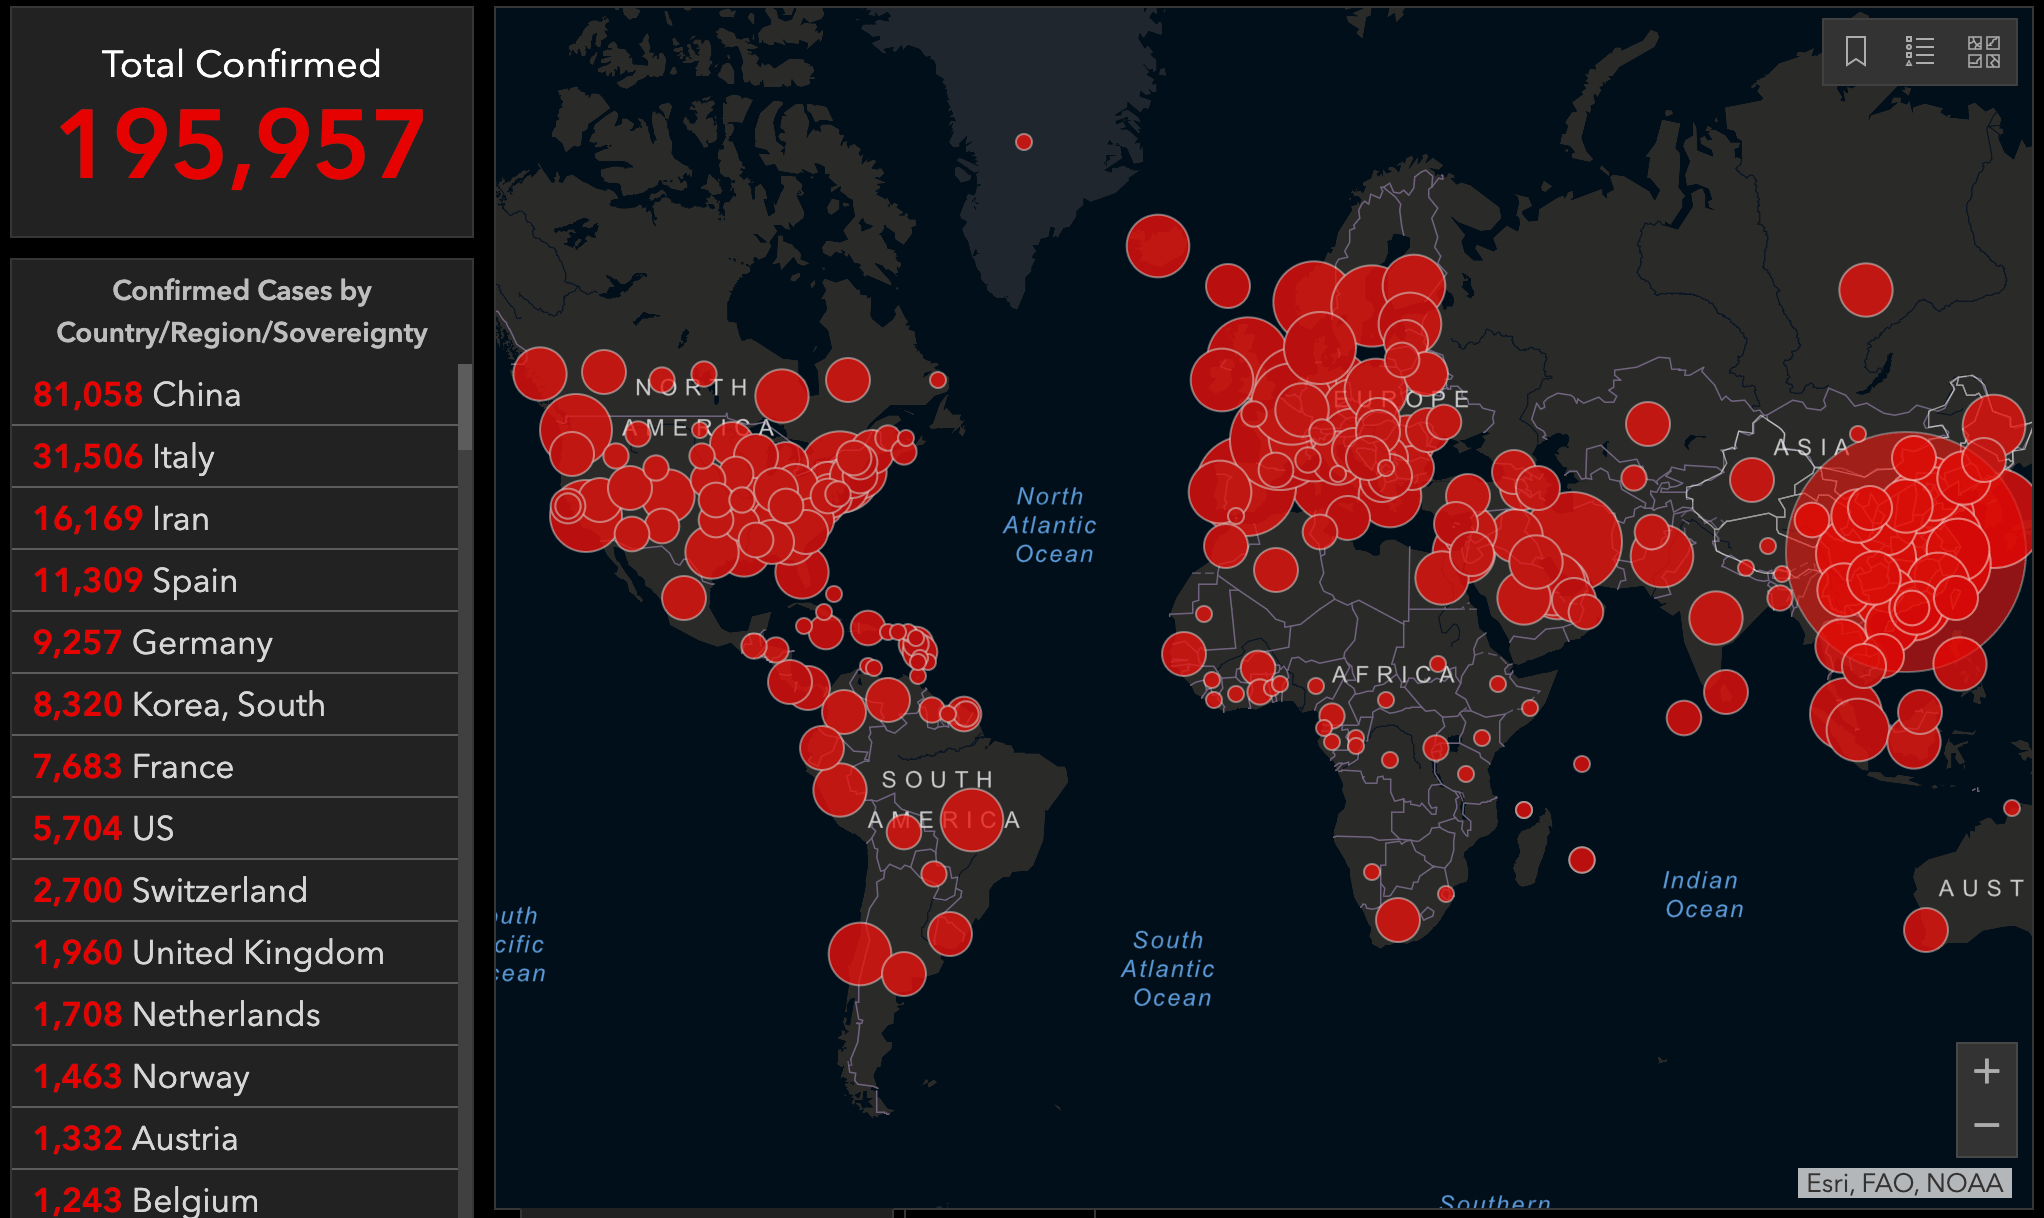 Total Confirmed
195,957
Confirmed Cases by
Country/Region/Sovereignty
81,058 China
31,506 Italy
16,169 Iran
11,309 Spain
9,257 Germany
8,320 Korea, South
7,683 France
5,704 US
2,700 Switzerland
1,960 United Kingdom
1,708 Netherlands
1,463 Norway
1,332 Austria
1,243 Belgium
NORTH
AMERICA
EUROPE
ASIA
North
Atlantic
Ocean
AFRICA
SOUTH
AMERICA
Indian
Ocean
AUST
uth
cific
cean
South
Atlantic
Ocean
Southern
+
−
Esri, FAO, NOAA